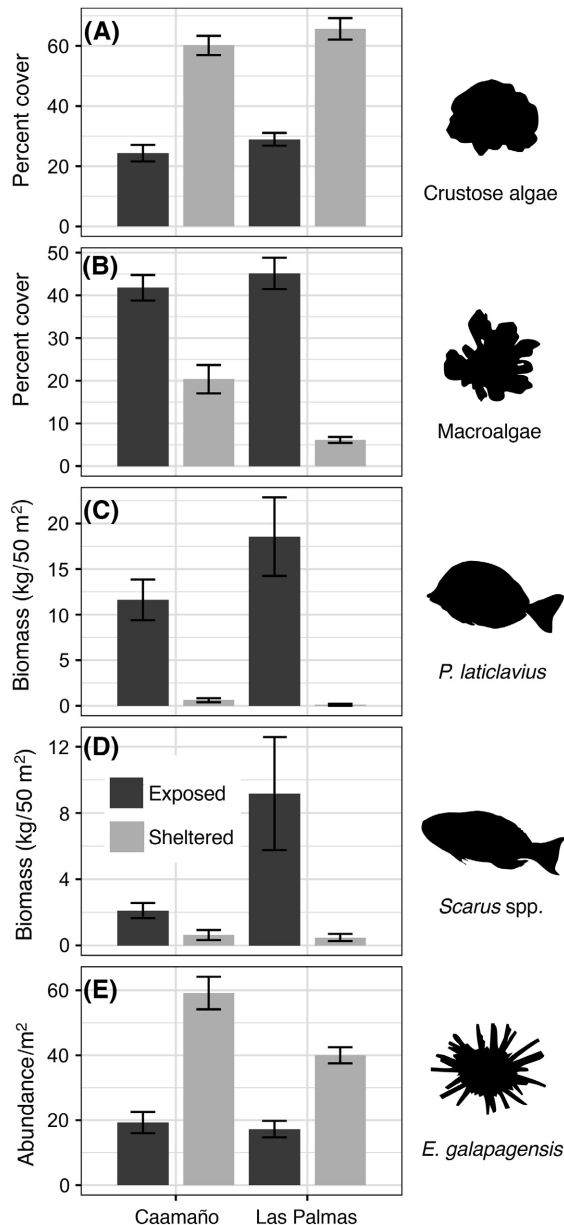 (A)
Percent cover
60
40
20
0
Crustose algae
(B)
Percent cover
50
40
30
20
10
0
Macroalgae
(C)
Biomass (kg/50 m²)
20
15
10
5
0
P. laticlavius
(D)
Biomass (kg/50 m²)
12
8
4
0
Exposed
Sheltered
Scarus spp.
(E)
Abundance/m²
60
40
20
0
E. galapagensis
Caamaño Las Palmas